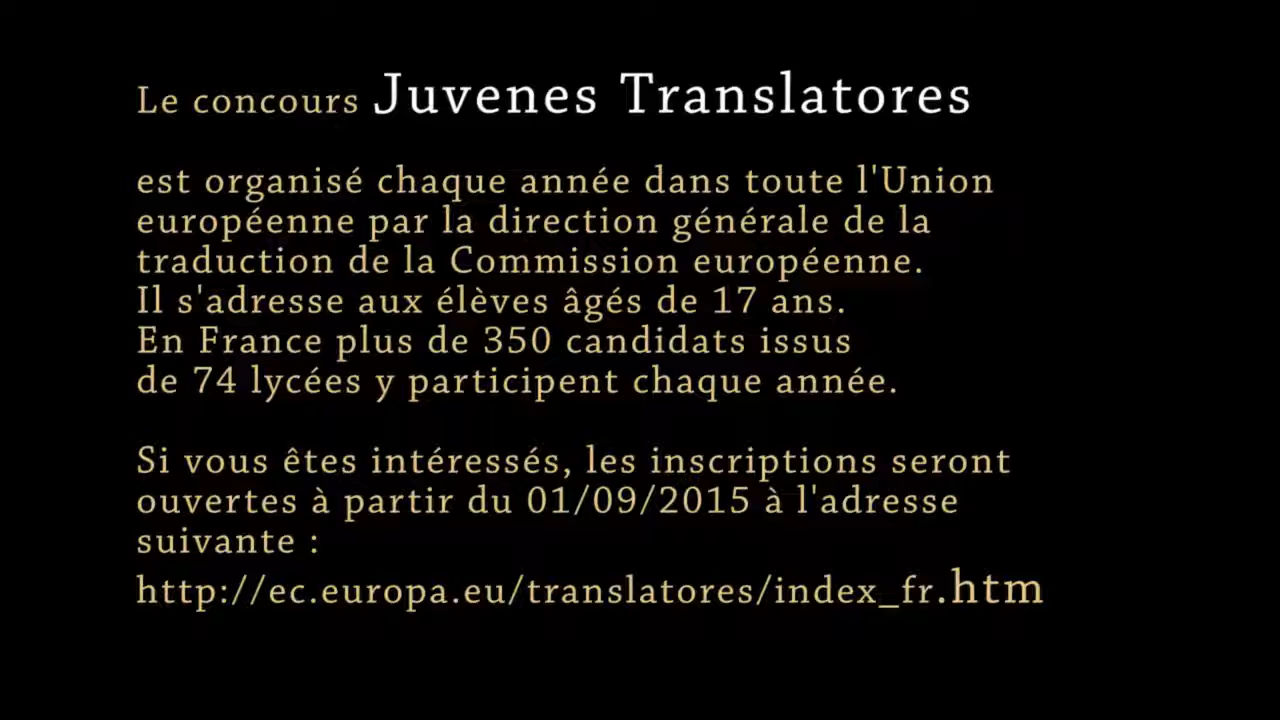 Le concours Juvenes Translatores
est organisé chaque année dans toute l'Union
européenne par la direction générale de la
traduction de la Commission européenne.
Il s'adresse aux élèves âgés de 17 ans.
En France plus de 350 candidats issus
de 74 lycées y participent chaque année.
Si vous êtes intéressés, les inscriptions seront
ouvertes à partir du 01/09/2015 à l'adresse
suivante :
http://ec.europa.eu/translatores/index_fr.htm